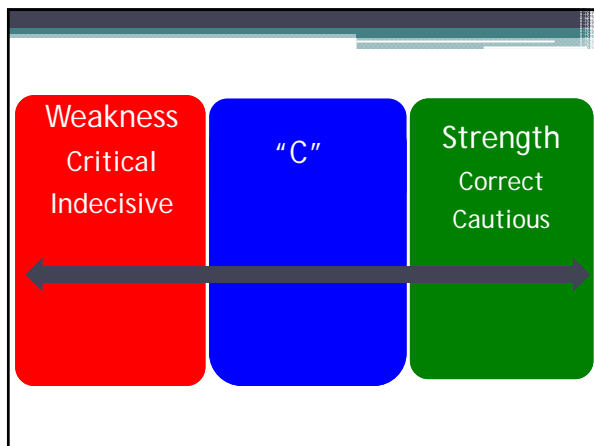 Weakness
Critical
Indecisive
“C”
Strength
Correct
Cautious